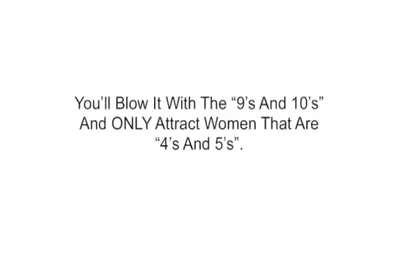 You’ll Blow It With The “9’s And 10’s”
And ONLY Attract Women That Are
“4’s And 5’s”.